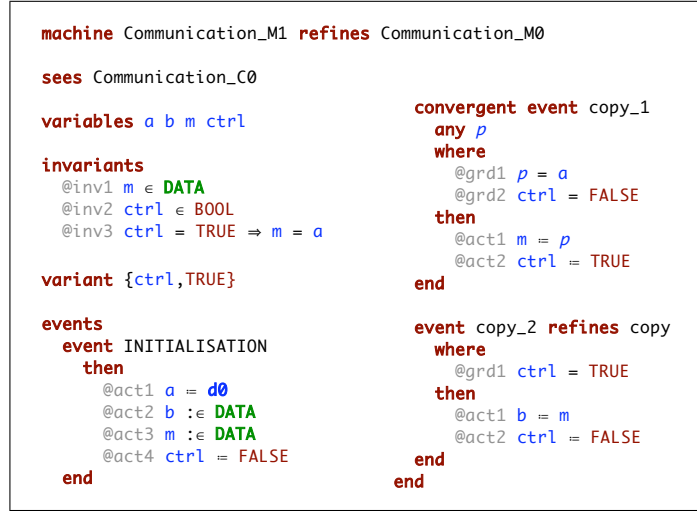 machine Communication_M1 refines Communication_M0
sees Communication_C0
variables a b m ctrl
invariants
@inv1 m ∈ DATA
@inv2 ctrl ∈ BOOL
@inv3 ctrl = TRUE ⇒ m = a
variant {ctrl,TRUE}
events
event INITIALISATION
then
@act1 a ≔ d0
@act2 b :∈ DATA
@act3 m :∈ DATA
@act4 ctrl ≔ FALSE
end
convergent event copy_1
any p
where
@grd1 p = a
@grd2 ctrl = FALSE
then
@act1 m ≔ p
@act2 ctrl ≔ TRUE
end
event copy_2 refines copy
where
@grd1 ctrl = TRUE
then
@act1 b ≔ m
@act2 ctrl ≔ FALSE
end
end